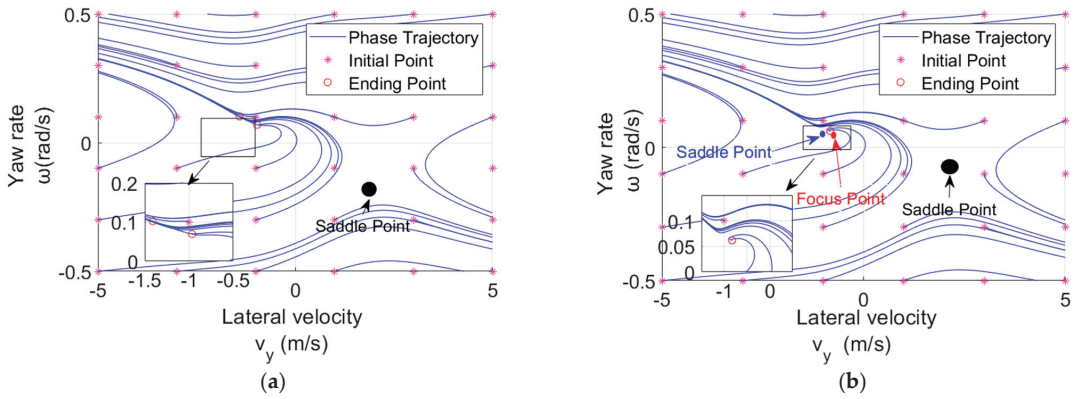 0.5
Phase Trajectory
Initial Point
Ending Point
Yaw rate
ω(rad/s)
0
0.2
0.1
0
Saddle Point
-0.5
-5
-1.5
-1
-0.5
0
5
Lateral velocity
v_y (m/s)
(a)
0.5
Phase Trajectory
Initial Point
Ending Point
Yaw rate
ω (rad/s)
0
Saddle Point
Focus Point
Saddle Point
0.1
0.05
0
-0.5
-5
-1
0
0
5
Lateral velocity
v_y (m/s)
(b)